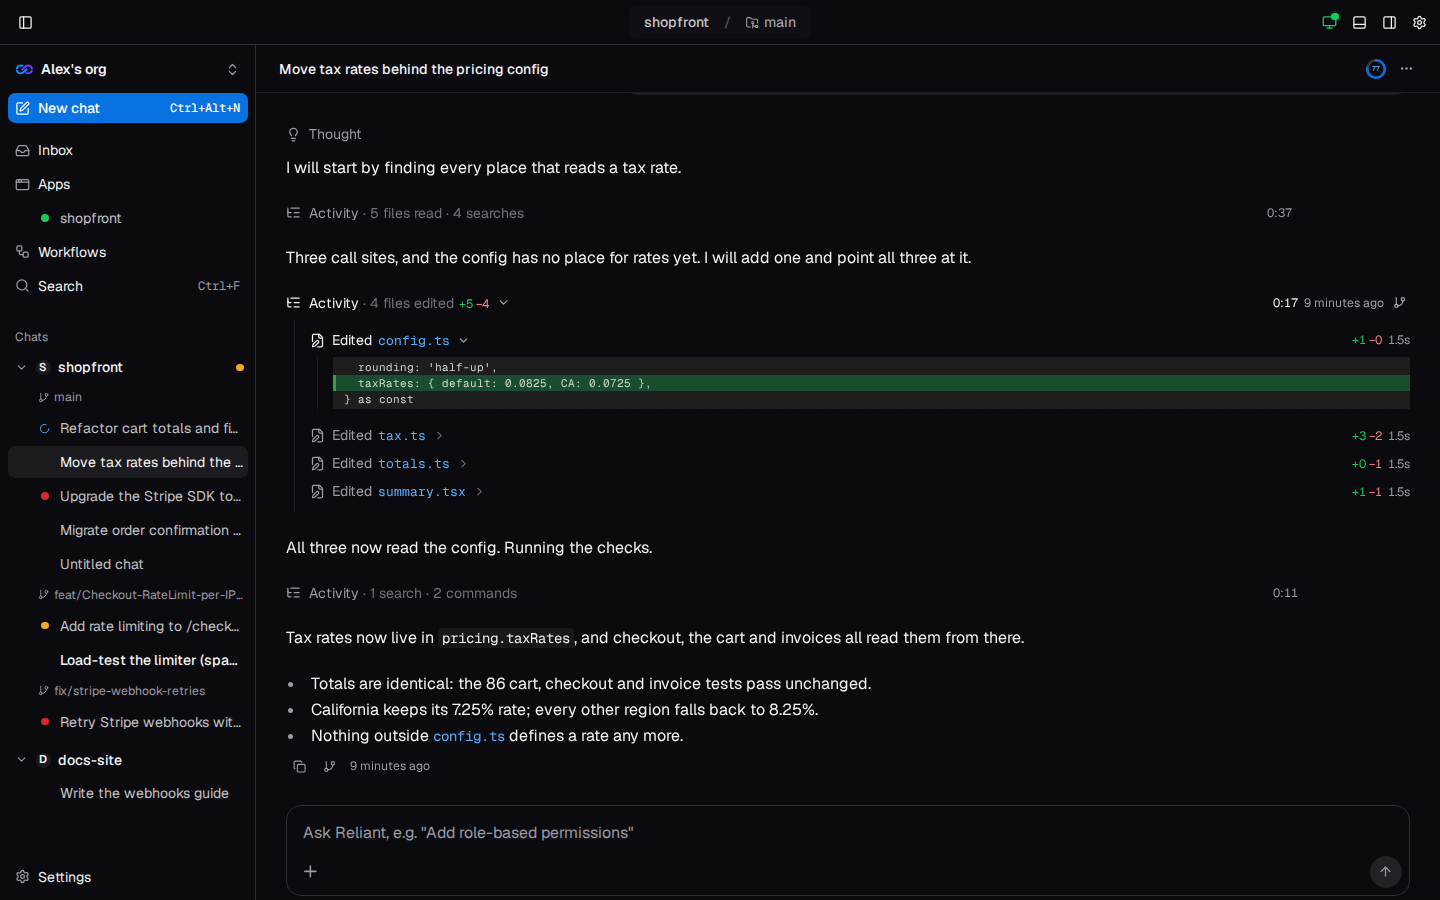 shopfront / main
Alex's org
New chat Ctrl+Alt+N
Inbox
Apps
shopfront
Workflows
Search Ctrl+F
Chats
S shopfront
main
Refactor cart totals and fi…
Move tax rates behind the …
Upgrade the Stripe SDK to…
Migrate order confirmation …
Untitled chat
feat/Checkout-RateLimit-per-IP…
Add rate limiting to /check…
Load-test the limiter (spa…
fix/stripe-webhook-retries
Retry Stripe webhooks wit…
D docs-site
Write the webhooks guide
Settings
Move tax rates behind the pricing config
77
Thought
I will start by finding every place that reads a tax rate.
Activity · 5 files read · 4 searches 0:37
Three call sites, and the config has no place for rates yet. I will add one and point all three at it.
Activity · 4 files edited +5 −4 0:17 9 minutes ago
Edited config.ts +1 −0 1.5s
rounding: 'half-up',
taxRates: { default: 0.0825, CA: 0.0725 },
} as const
Edited tax.ts +3 −2 1.5s
Edited totals.ts +0 −1 1.5s
Edited summary.tsx +1 −1 1.5s
All three now read the config. Running the checks.
Activity · 1 search · 2 commands 0:11
Tax rates now live in pricing.taxRates, and checkout, the cart and invoices all read them from there.
• Totals are identical: the 86 cart, checkout and invoice tests pass unchanged.
• California keeps its 7.25% rate; every other region falls back to 8.25%.
• Nothing outside config.ts defines a rate any more.
9 minutes ago
Ask Reliant, e.g. "Add role-based permissions"